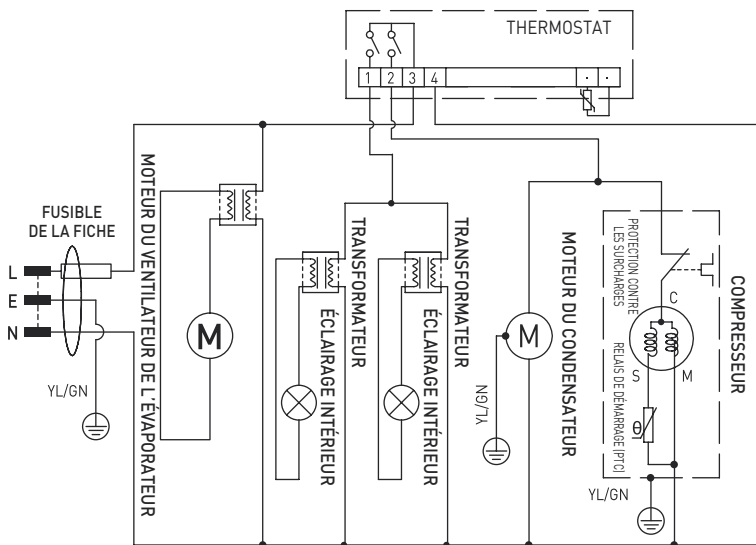 THERMOSTAT
1 2 3 4
FUSIBLE
DE LA FICHE
L
E
N
YL/GN
MOTEUR DU VENTILATEUR DE L'ÉVAPORATEUR
M
TRANSFORMATEUR
ÉCLAIRAGE INTÉRIEUR
TRANSFORMATEUR
ÉCLAIRAGE INTÉRIEUR
M
YL/GN
MOTEUR DU CONDENSATEUR
PROTECTION CONTRE
LES SURCHARGES
C
S
M
RELAIS DE DÉMARRAGE (PTC)
θ
YL/GN
COMPRESSEUR